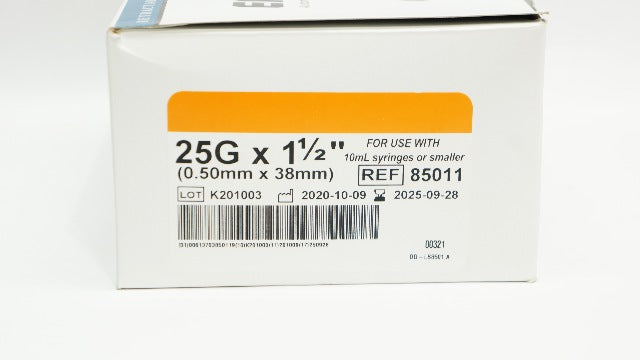 25G x 1½"
FOR USE WITH
10mL syringes or smaller
(0.50mm x 38mm)
REF 85011
LOT K201003 2020-10-09 2025-09-28
00321